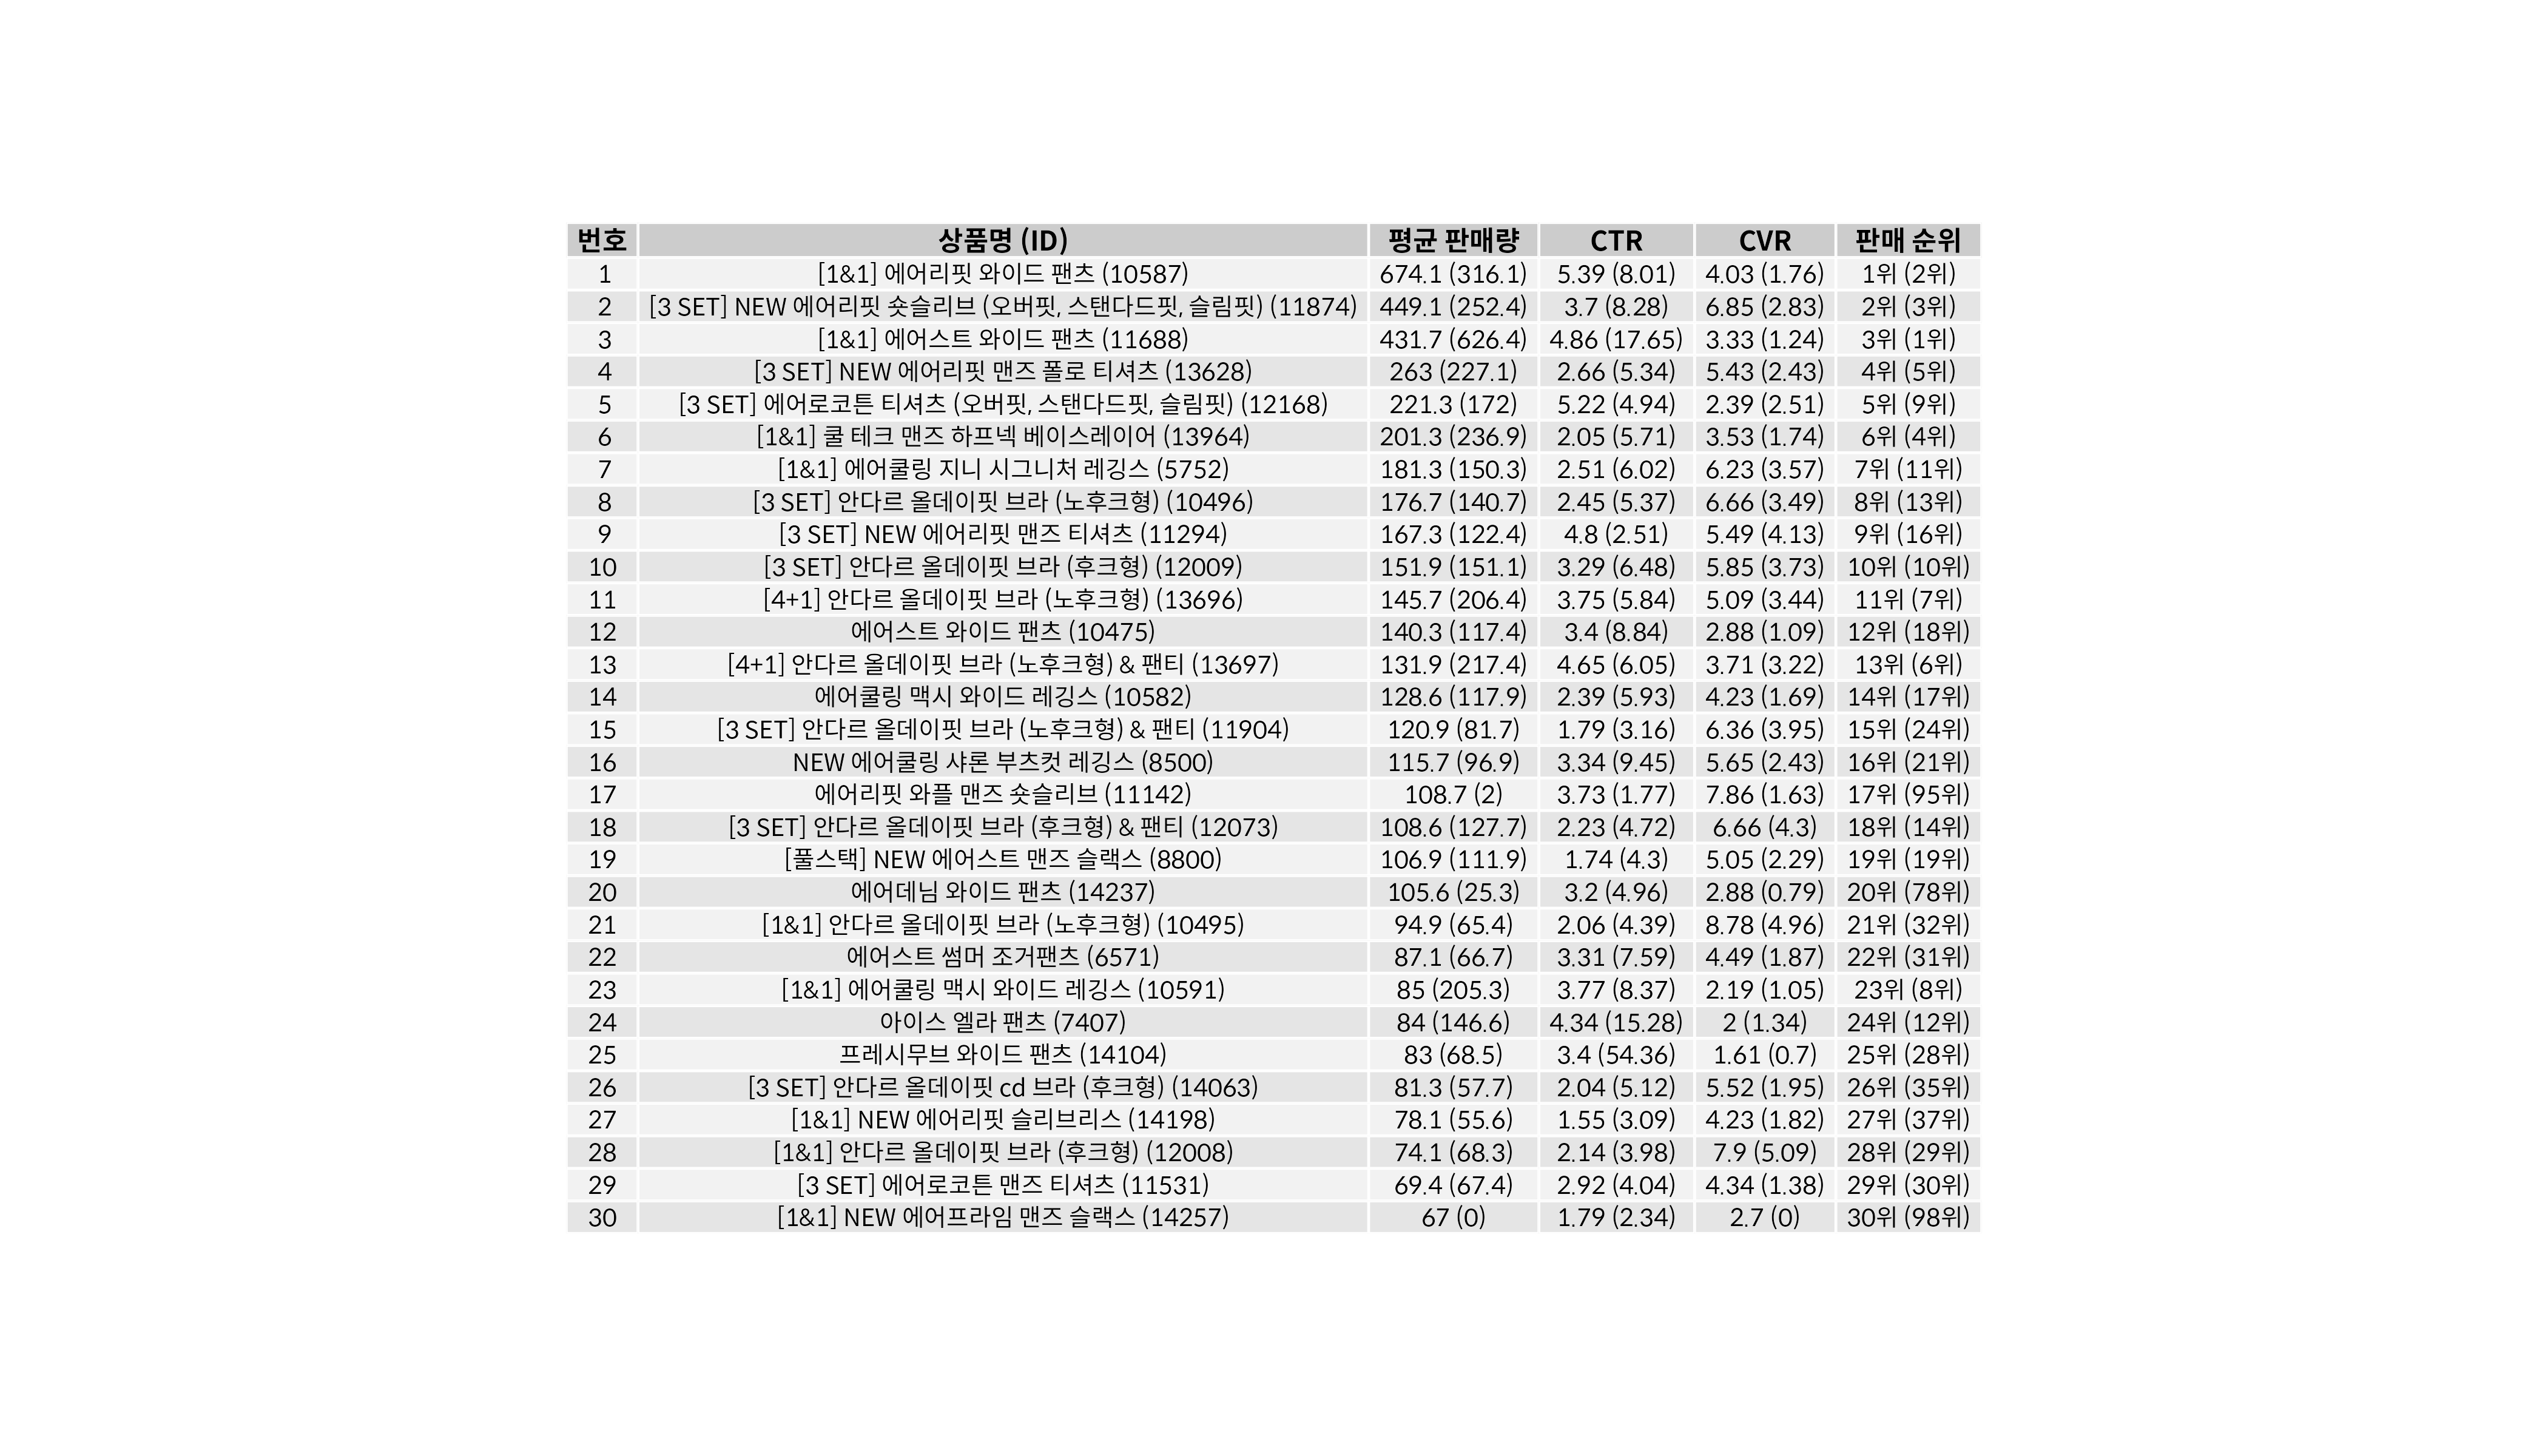 번호 상품명 (ID) 평균 판매량 CTR CVR 판매 순위
1 [1&1] 에어리핏 와이드 팬츠 (10587) 674.1 (316.1) 5.39 (8.01) 4.03 (1.76) 1위 (2위)
2 [3 SET] NEW 에어리핏 숏슬리브 (오버핏, 스탠다드핏, 슬림핏) (11874) 449.1 (252.4) 3.7 (8.28) 6.85 (2.83) 2위 (3위)
3 [1&1] 에어스트 와이드 팬츠 (11688) 431.7 (626.4) 4.86 (17.65) 3.33 (1.24) 3위 (1위)
4 [3 SET] NEW 에어리핏 맨즈 폴로 티셔츠 (13628) 263 (227.1) 2.66 (5.34) 5.43 (2.43) 4위 (5위)
5 [3 SET] 에어로코튼 티셔츠 (오버핏, 스탠다드핏, 슬림핏) (12168) 221.3 (172) 5.22 (4.94) 2.39 (2.51) 5위 (9위)
6 [1&1] 쿨 테크 맨즈 하프넥 베이스레이어 (13964) 201.3 (236.9) 2.05 (5.71) 3.53 (1.74) 6위 (4위)
7 [1&1] 에어쿨링 지니 시그니처 레깅스 (5752) 181.3 (150.3) 2.51 (6.02) 6.23 (3.57) 7위 (11위)
8 [3 SET] 안다르 올데이핏 브라 (노후크형) (10496) 176.7 (140.7) 2.45 (5.37) 6.66 (3.49) 8위 (13위)
9 [3 SET] NEW 에어리핏 맨즈 티셔츠 (11294) 167.3 (122.4) 4.8 (2.51) 5.49 (4.13) 9위 (16위)
10 [3 SET] 안다르 올데이핏 브라 (후크형) (12009) 151.9 (151.1) 3.29 (6.48) 5.85 (3.73) 10위 (10위)
11 [4+1] 안다르 올데이핏 브라 (노후크형) (13696) 145.7 (206.4) 3.75 (5.84) 5.09 (3.44) 11위 (7위)
12 에어스트 와이드 팬츠 (10475) 140.3 (117.4) 3.4 (8.84) 2.88 (1.09) 12위 (18위)
13 [4+1] 안다르 올데이핏 브라 (노후크형) & 팬티 (13697) 131.9 (217.4) 4.65 (6.05) 3.71 (3.22) 13위 (6위)
14 에어쿨링 맥시 와이드 레깅스 (10582) 128.6 (117.9) 2.39 (5.93) 4.23 (1.69) 14위 (17위)
15 [3 SET] 안다르 올데이핏 브라 (노후크형) & 팬티 (11904) 120.9 (81.7) 1.79 (3.16) 6.36 (3.95) 15위 (24위)
16 NEW 에어쿨링 샤론 부츠컷 레깅스 (8500) 115.7 (96.9) 3.34 (9.45) 5.65 (2.43) 16위 (21위)
17 에어리핏 와플 맨즈 숏슬리브 (11142) 108.7 (2) 3.73 (1.77) 7.86 (1.63) 17위 (95위)
18 [3 SET] 안다르 올데이핏 브라 (후크형) & 팬티 (12073) 108.6 (127.7) 2.23 (4.72) 6.66 (4.3) 18위 (14위)
19 [풀스택] NEW 에어스트 맨즈 슬랙스 (8800) 106.9 (111.9) 1.74 (4.3) 5.05 (2.29) 19위 (19위)
20 에어데님 와이드 팬츠 (14237) 105.6 (25.3) 3.2 (4.96) 2.88 (0.79) 20위 (78위)
21 [1&1] 안다르 올데이핏 브라 (노후크형) (10495) 94.9 (65.4) 2.06 (4.39) 8.78 (4.96) 21위 (32위)
22 에어스트 썸머 조거팬츠 (6571) 87.1 (66.7) 3.31 (7.59) 4.49 (1.87) 22위 (31위)
23 [1&1] 에어쿨링 맥시 와이드 레깅스 (10591) 85 (205.3) 3.77 (8.37) 2.19 (1.05) 23위 (8위)
24 아이스 엘라 팬츠 (7407) 84 (146.6) 4.34 (15.28) 2 (1.34) 24위 (12위)
25 프레시무브 와이드 팬츠 (14104) 83 (68.5) 3.4 (54.36) 1.61 (0.7) 25위 (28위)
26 [3 SET] 안다르 올데이핏 cd 브라 (후크형) (14063) 81.3 (57.7) 2.04 (5.12) 5.52 (1.95) 26위 (35위)
27 [1&1] NEW 에어리핏 슬리브리스 (14198) 78.1 (55.6) 1.55 (3.09) 4.23 (1.82) 27위 (37위)
28 [1&1] 안다르 올데이핏 브라 (후크형) (12008) 74.1 (68.3) 2.14 (3.98) 7.9 (5.09) 28위 (29위)
29 [3 SET] 에어로코튼 맨즈 티셔츠 (11531) 69.4 (67.4) 2.92 (4.04) 4.34 (1.38) 29위 (30위)
30 [1&1] NEW 에어프라임 맨즈 슬랙스 (14257) 67 (0) 1.79 (2.34) 2.7 (0) 30위 (98위)